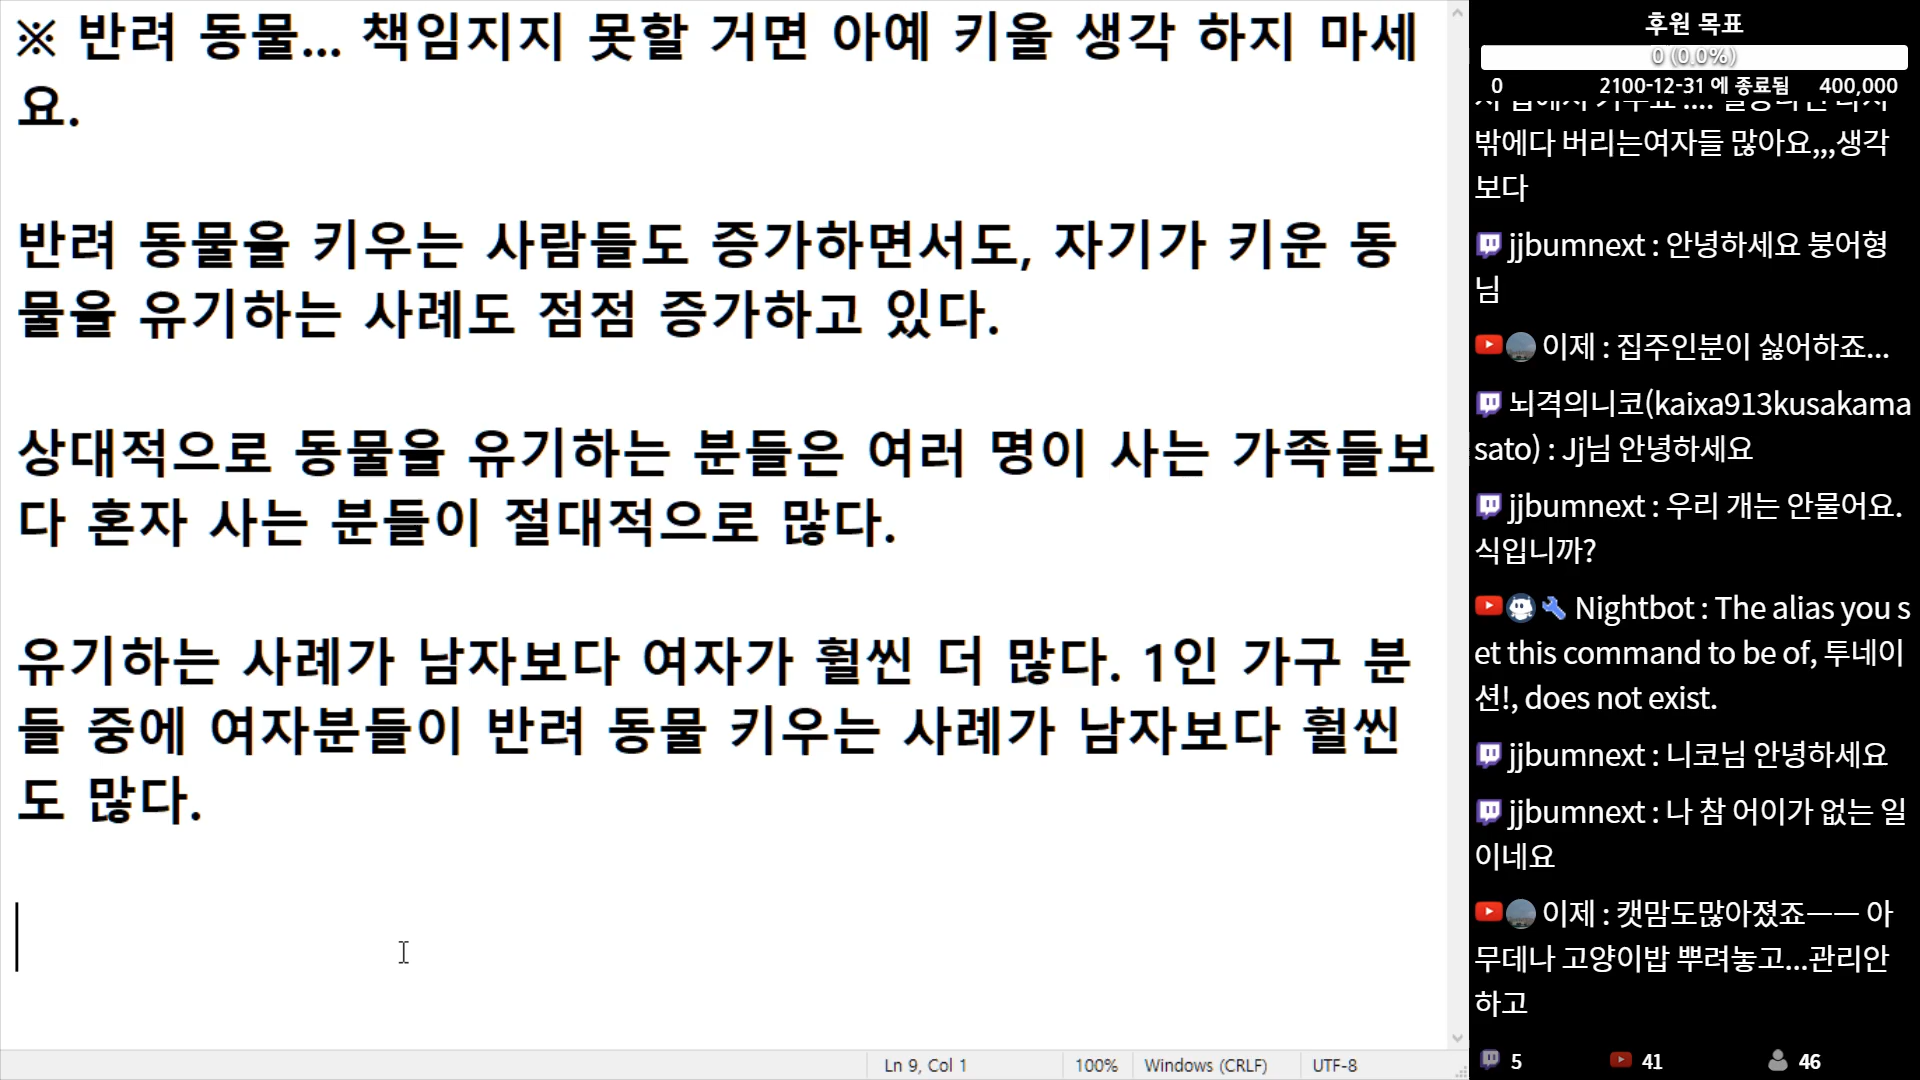 ※ 반려 동물... 책임지지 못할 거면 아예 키울 생각 하지 마세
요.
반려 동물을 키우는 사람들도 증가하면서도, 자기가 키운 동
물을 유기하는 사례도 점점 증가하고 있다.
상대적으로 동물을 유기하는 분들은 여러 명이 사는 가족들보
다 혼자 사는 분들이 절대적으로 많다.
유기하는 사례가 남자보다 여자가 훨씬 더 많다. 1인 가구 분
들 중에 여자분들이 반려 동물 키우는 사례가 남자보다 훨씬
도 많다.
Ln 9, Col 1
100%
Windows (CRLF)
UTF-8
후원 목표
0 (0.0%)
0 2100-12-31 에 종료됨 400,000
밖에다 버리는여자들 많아요,,,생각
보다
jjbumnext : 안녕하세요 붕어형
님
이제 : 집주인분이 싫어하죠...
뇌격의니코(kaixa913kusakama
sato) : Jj님 안녕하세요
jjbumnext : 우리 개는 안물어요.
식입니까?
Nightbot : The alias you s
et this command to be of, 투네이
션!, does not exist.
jjbumnext : 니코님 안녕하세요
jjbumnext : 나 참 어이가 없는 일
이네요
이제 : 캣맘도많아졌죠ㅡㅡ 아
무데나 고양이밥 뿌려놓고...관리안
하고
5 41 46